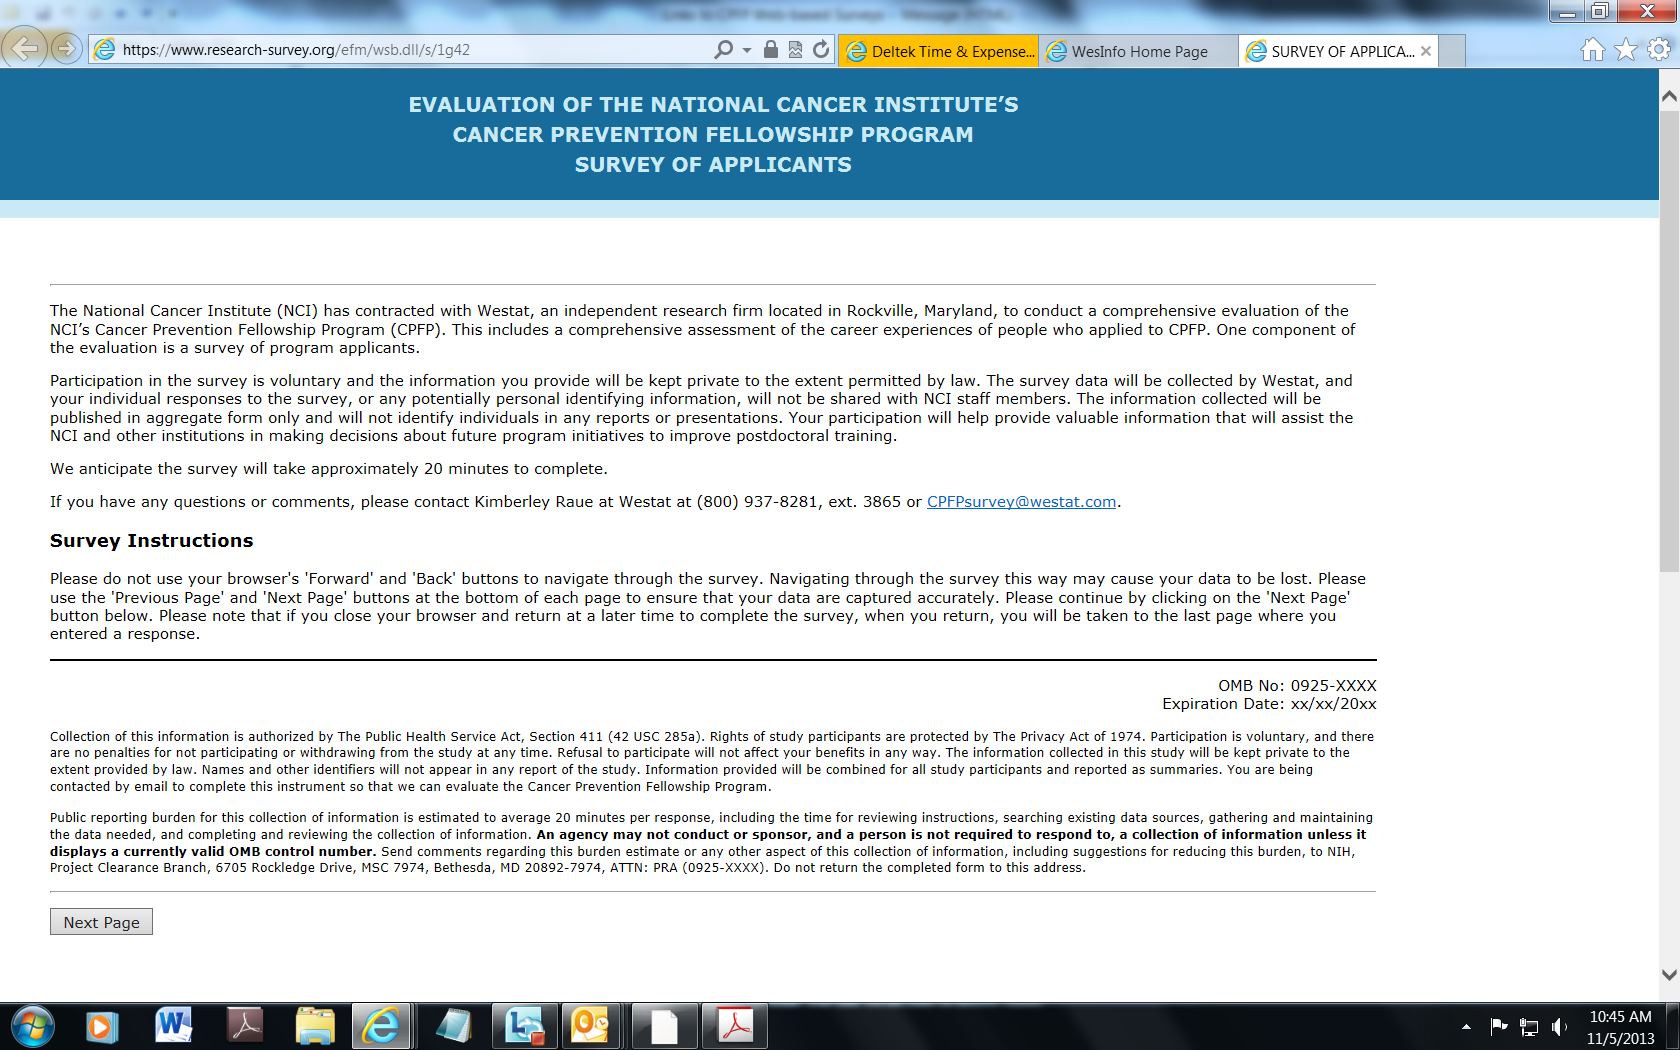 https://www.research-survey.org/efm/wsb.dll/s/1g42
Deltek Time & Expense...
WesInfo Home Page
SURVEY OF APPLICA...
EVALUATION OF THE NATIONAL CANCER INSTITUTE’S
CANCER PREVENTION FELLOWSHIP PROGRAM
SURVEY OF APPLICANTS
The National Cancer Institute (NCI) has contracted with Westat, an independent research firm located in Rockville, Maryland, to conduct a comprehensive evaluation of the
NCI’s Cancer Prevention Fellowship Program (CPFP). This includes a comprehensive assessment of the career experiences of people who applied to CPFP. One component of
the evaluation is a survey of program applicants.
Participation in the survey is voluntary and the information you provide will be kept private to the extent permitted by law. The survey data will be collected by Westat, and
your individual responses to the survey, or any potentially personal identifying information, will not be shared with NCI staff members. The information collected will be
published in aggregate form only and will not identify individuals in any reports or presentations. Your participation will help provide valuable information that will assist the
NCI and other institutions in making decisions about future program initiatives to improve postdoctoral training.
We anticipate the survey will take approximately 20 minutes to complete.
If you have any questions or comments, please contact Kimberley Raue at Westat at (800) 937-8281, ext. 3865 or CPFPsurvey@westat.com.
Survey Instructions
Please do not use your browser's 'Forward' and 'Back' buttons to navigate through the survey. Navigating through the survey this way may cause your data to be lost. Please
use the 'Previous Page' and 'Next Page' buttons at the bottom of each page to ensure that your data are captured accurately. Please continue by clicking on the 'Next Page'
button below. Please note that if you close your browser and return at a later time to complete the survey, when you return, you will be taken to the last page where you
entered a response.
OMB No: 0925-XXXX
Expiration Date: xx/xx/20xx
Collection of this information is authorized by The Public Health Service Act, Section 411 (42 USC 285a). Rights of study participants are protected by The Privacy Act of 1974. Participation is voluntary, and there
are no penalties for not participating or withdrawing from the study at any time. Refusal to participate will not affect your benefits in any way. The information collected in this study will be kept private to the
extent provided by law. Names and other identifiers will not appear in any report of the study. Information provided will be combined for all study participants and reported as summaries. You are being
contacted by email to complete this instrument so that we can evaluate the Cancer Prevention Fellowship Program.
Public reporting burden for this collection of information is estimated to average 20 minutes per response, including the time for reviewing instructions, searching existing data sources, gathering and maintaining
the data needed, and completing and reviewing the collection of information. An agency may not conduct or sponsor, and a person is not required to respond to, a collection of information unless it
displays a currently valid OMB control number. Send comments regarding this burden estimate or any other aspect of this collection of information, including suggestions for reducing this burden, to NIH,
Project Clearance Branch, 6705 Rockledge Drive, MSC 7974, Bethesda, MD 20892-7974, ATTN: PRA (0925-XXXX). Do not return the completed form to this address.
Next Page
10:45 AM
11/5/2013